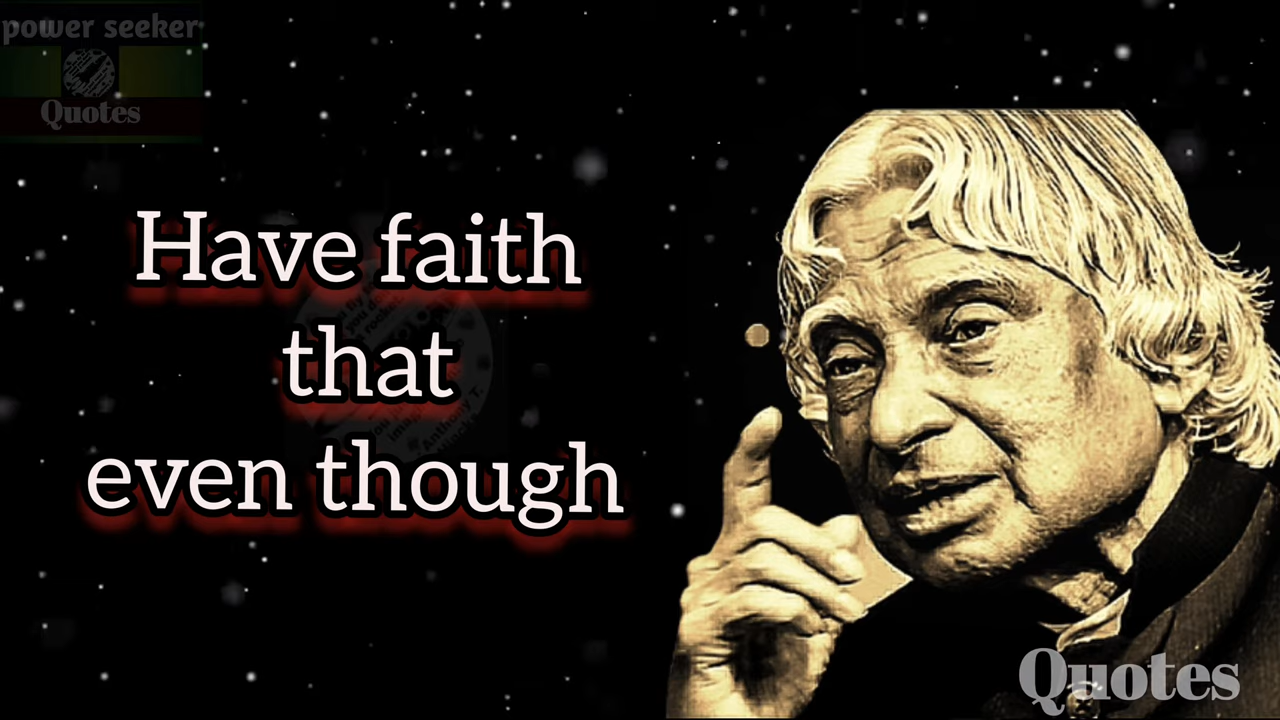 power seeker
Quotes
Have faith
that
even though
Quotes